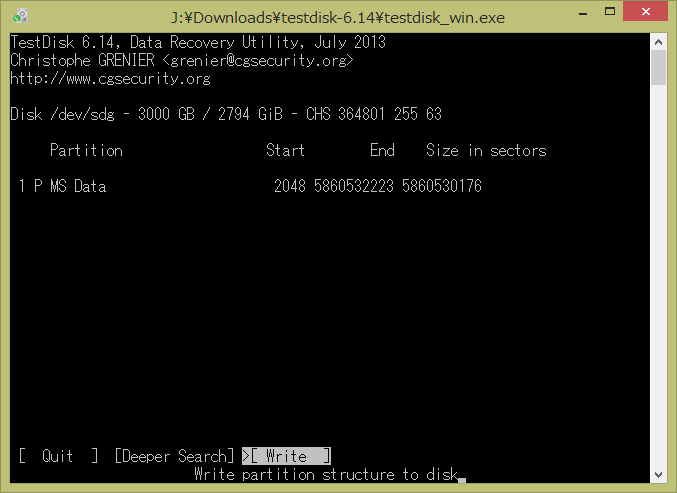 J:¥Downloads¥testdisk-6.14¥testdisk_win.exe
TestDisk 6.14, Data Recovery Utility, July 2013
Christophe GRENIER <grenier@cgsecurity.org>
http://www.cgsecurity.org
Disk /dev/sdg - 3000 GB / 2794 GiB - CHS 364801 255 63
Partition Start End Size in sectors
1 P MS Data 2048 5860532223 5860530176
[ Quit ] [Deeper Search] >[ Write ]
Write partition structure to disk